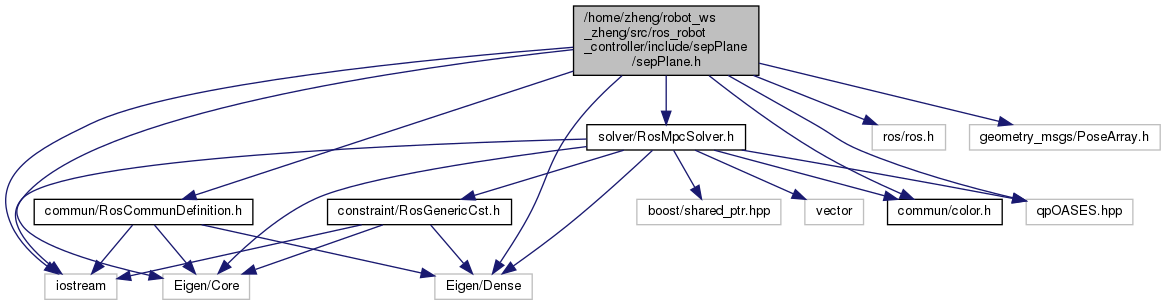 /home/zheng/robot_ws
_zheng/src/ros_robot
_controller/include/sepPlane
/sepPlane.h
solver/RosMpcSolver.h
ros/ros.h
geometry_msgs/PoseArray.h
commun/RosCommunDefinition.h
constraint/RosGenericCst.h
boost/shared_ptr.hpp
vector
commun/color.h
qpOASES.hpp
iostream
Eigen/Core
Eigen/Dense